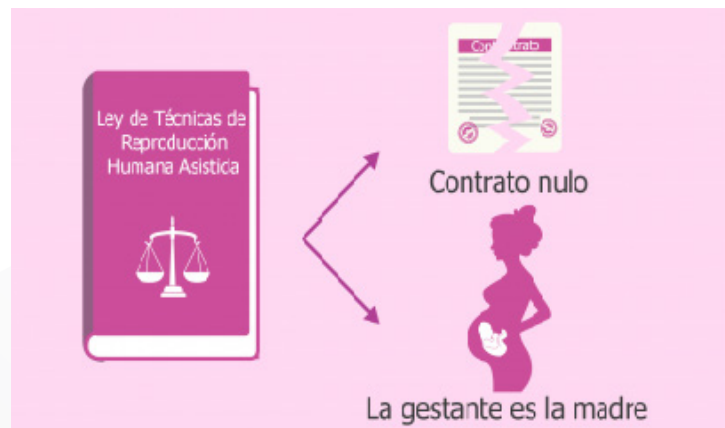 Ley de Técnicas de
Reproducción
Humana Asistida
Contrato
Contrato nulo
La gestante es la madre